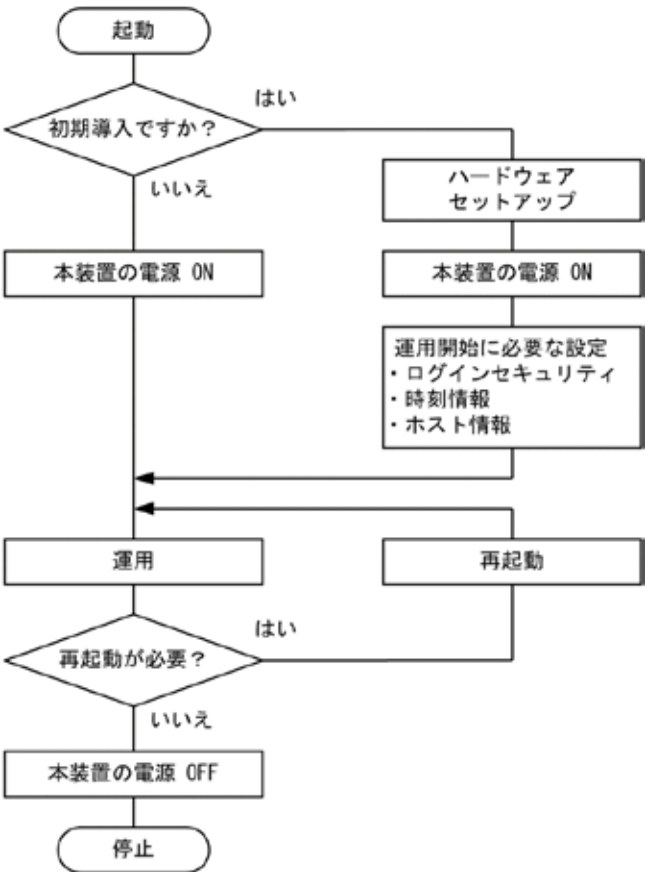 起動
初期導入ですか？
はい
いいえ
ハードウェア
セットアップ
本装置の電源 ON
本装置の電源 ON
運用開始に必要な設定
・ログインセキュリティ
・時刻情報
・ホスト情報
運用
再起動
再起動が必要？
はい
いいえ
本装置の電源 OFF
停止